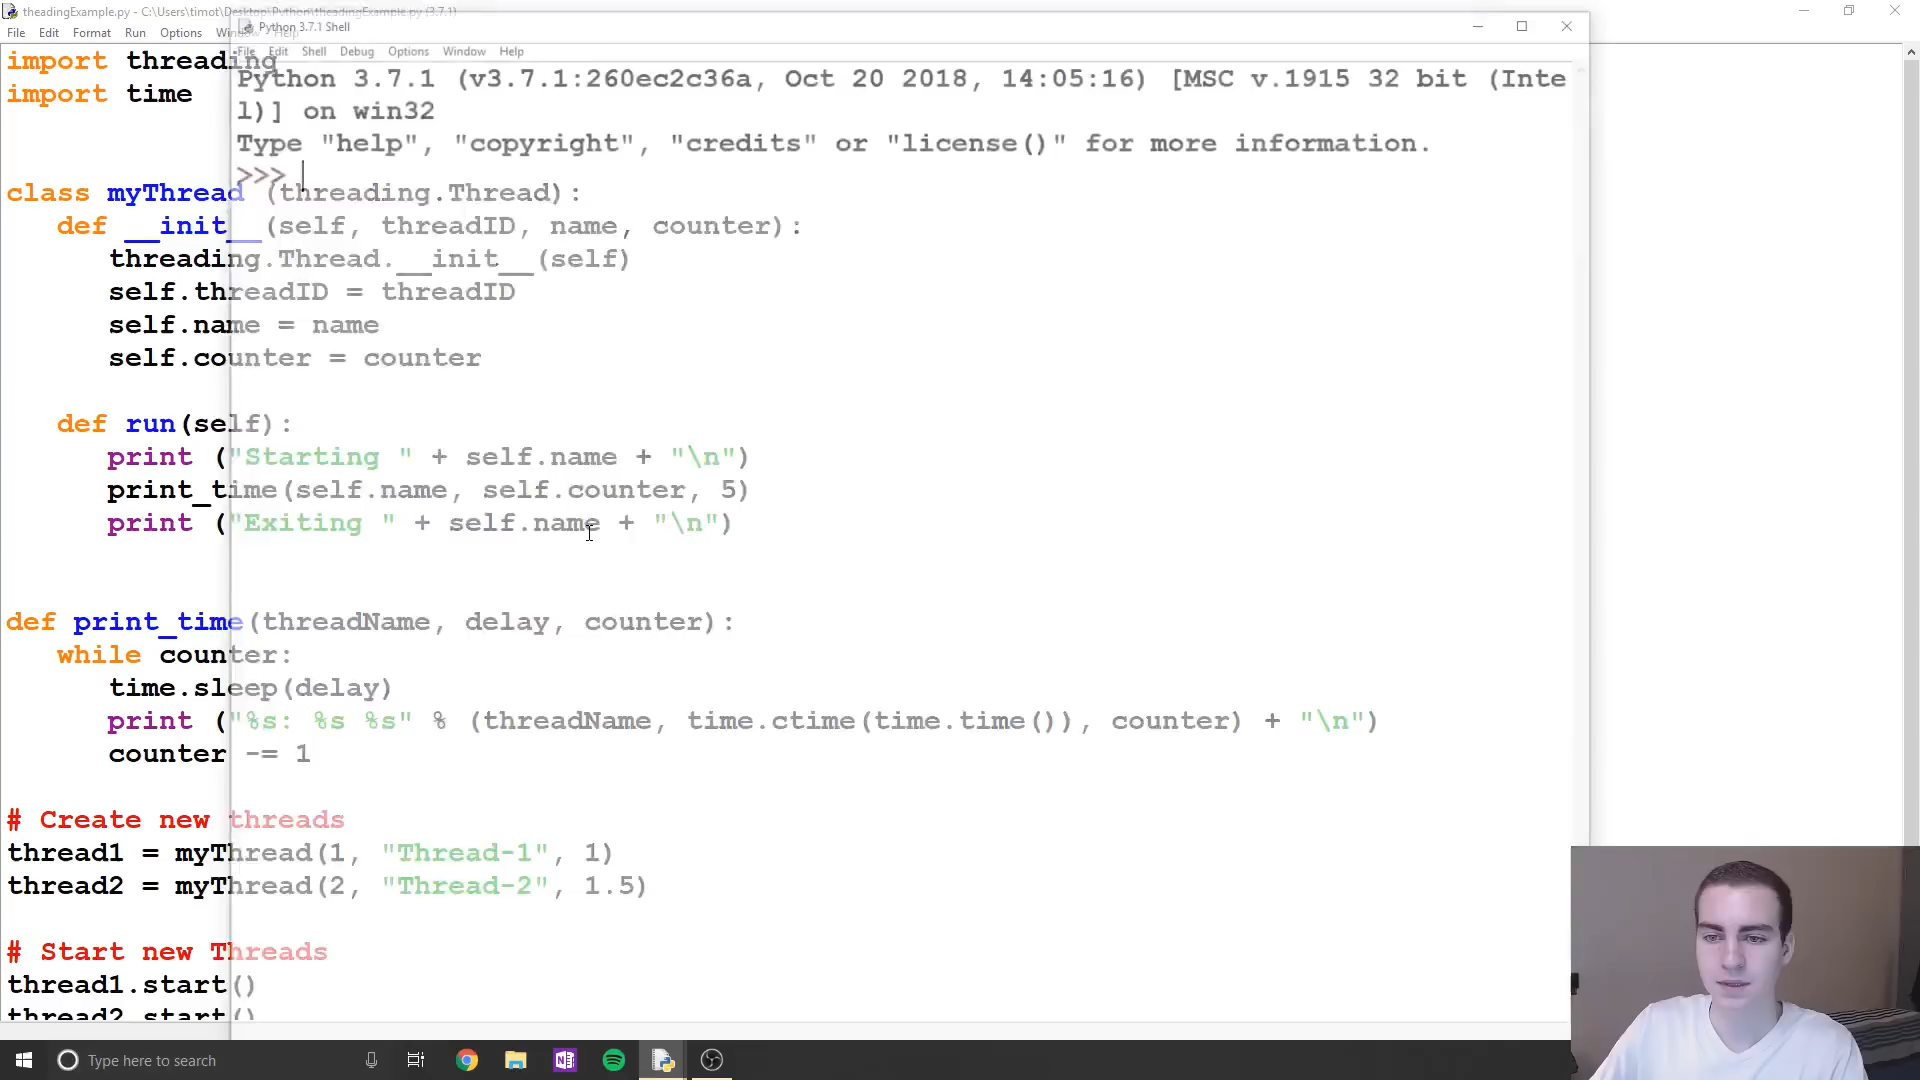 theadingExample.py - C:\Users\timot\Desktop\Python\theadingExample.py (3.7.1)
File Edit Format Run Options Window Help
import threading
import time
class myThread (threading.Thread):
def __init__(self, threadID, name, counter):
threading.Thread.__init__(self)
self.threadID = threadID
self.name = name
self.counter = counter
def run(self):
print ("Starting " + self.name + "\n")
print_time(self.name, self.counter, 5)
print ("Exiting " + self.name + "\n")
def print_time(threadName, delay, counter):
while counter:
time.sleep(delay)
print ("%s: %s %s" % (threadName, time.ctime(time.time()), counter) + "\n")
counter -= 1
# Create new threads
thread1 = myThread(1, "Thread-1", 1)
thread2 = myThread(2, "Thread-2", 1.5)
# Start new Threads
thread1.start()
thread2.start()
Python 3.7.1 Shell
File Edit Shell Debug Options Window Help
Python 3.7.1 (v3.7.1:260ec2c36a, Oct 20 2018, 14:05:16) [MSC v.1915 32 bit (Inte
l)] on win32
Type "help", "copyright", "credits" or "license()" for more information.
>>>
Type here to search